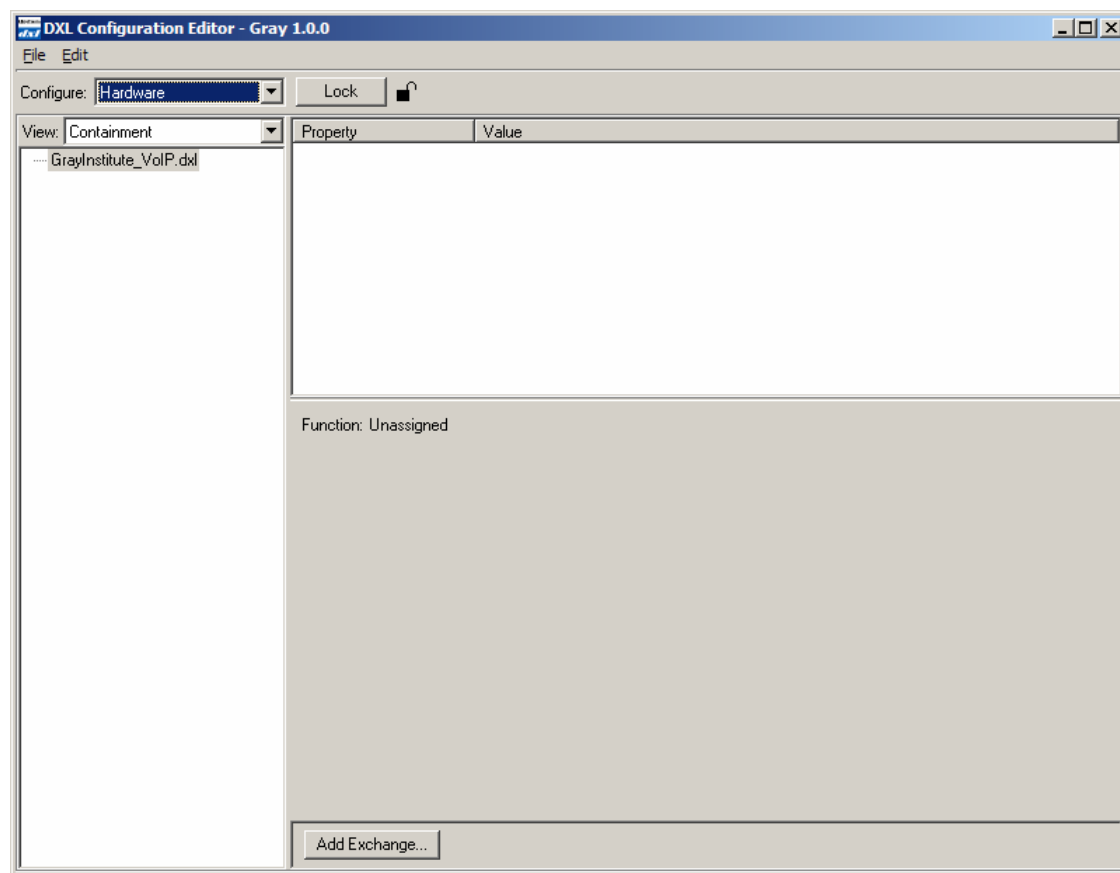 DXL Configuration Editor - Gray 1.0.0
File Edit
Configure: Hardware Lock
View: Containment Property Value
GrayInstitute_VoIP.dxl
Function: Unassigned
Add Exchange...